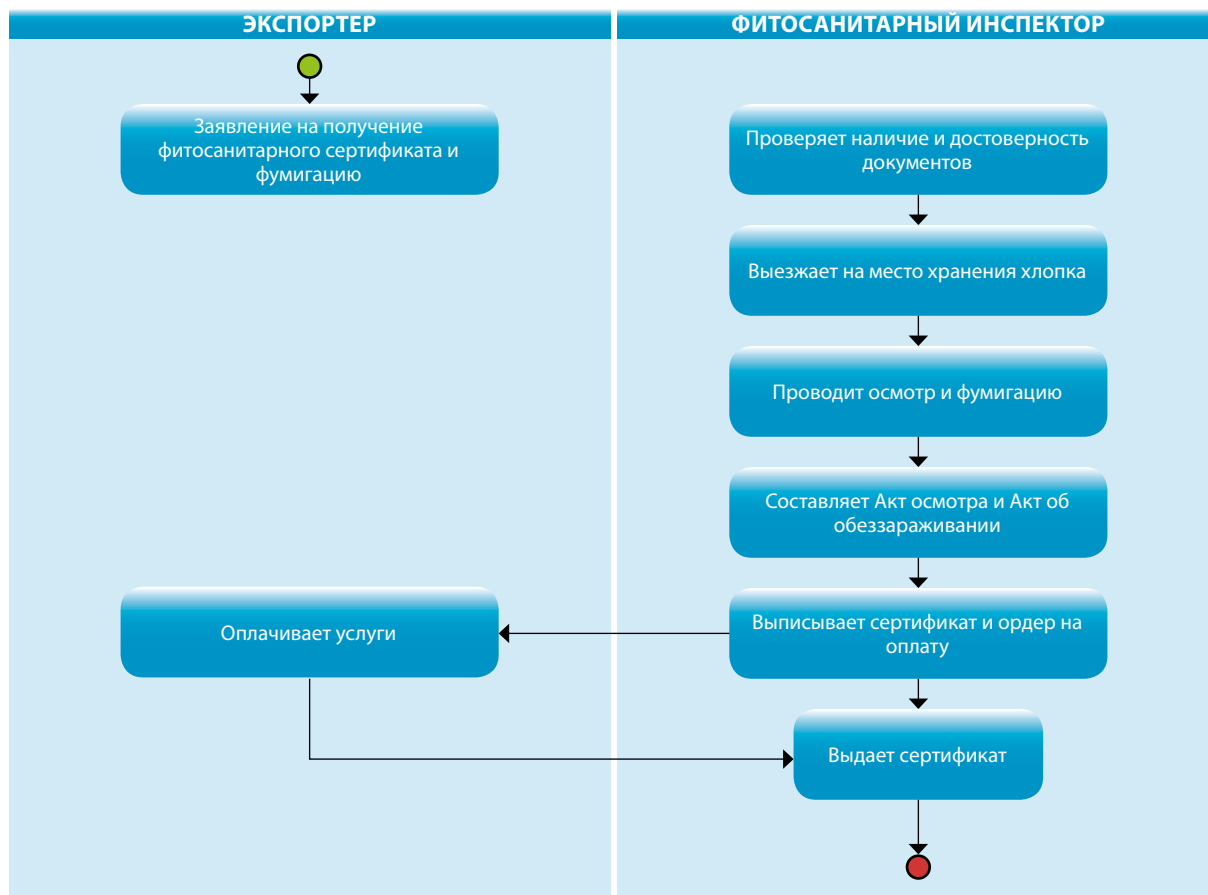 ЭКСПОРТЕР
ФИТОСАНИТАРНЫЙ ИНСПЕКТОР
Заявление на получение
фитосанитарного сертификата и
фумигацию
Проверяет наличие и достоверность
документов
Выезжает на место хранения хлопка
Проводит осмотр и фумигацию
Составляет Акт осмотра и Акт об
обеззараживании
Оплачивает услуги
Выписывает сертификат и ордер на
оплату
Выдает сертификат